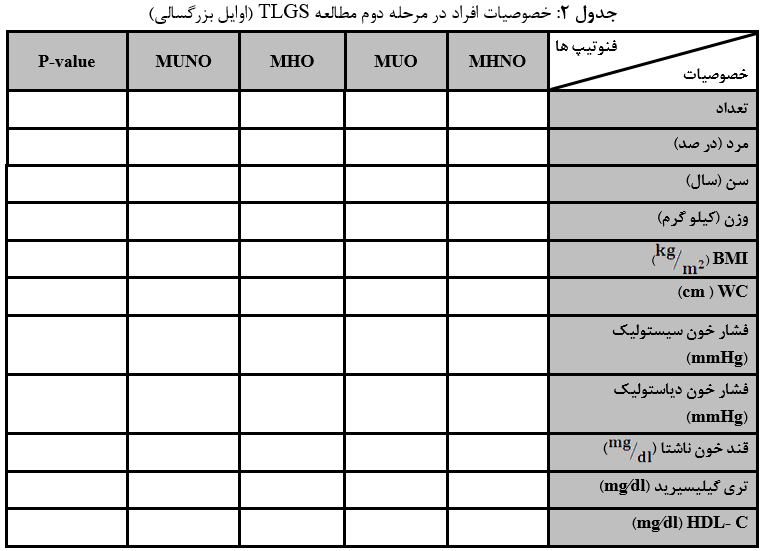 جدول ۲: خصوصیات افراد در مرحله دوم مطالعه TLGS (اوایل بزرگسالی)
فنوتیپ ها
خصوصیات
MHNO
MUO
MHO
MUNO
P-value
تعداد
مرد (در صد)
سن (سال)
وزن (کیلو گرم)
BMI (kg/m²)
WC ( cm)
فشار خون سیستولیک
(mmHg)
فشار خون دیاستولیک
(mmHg)
قند خون ناشتا (mg/dl)
تری گیلیسیرید (mg/dl)
HDL- C (mg/dl)